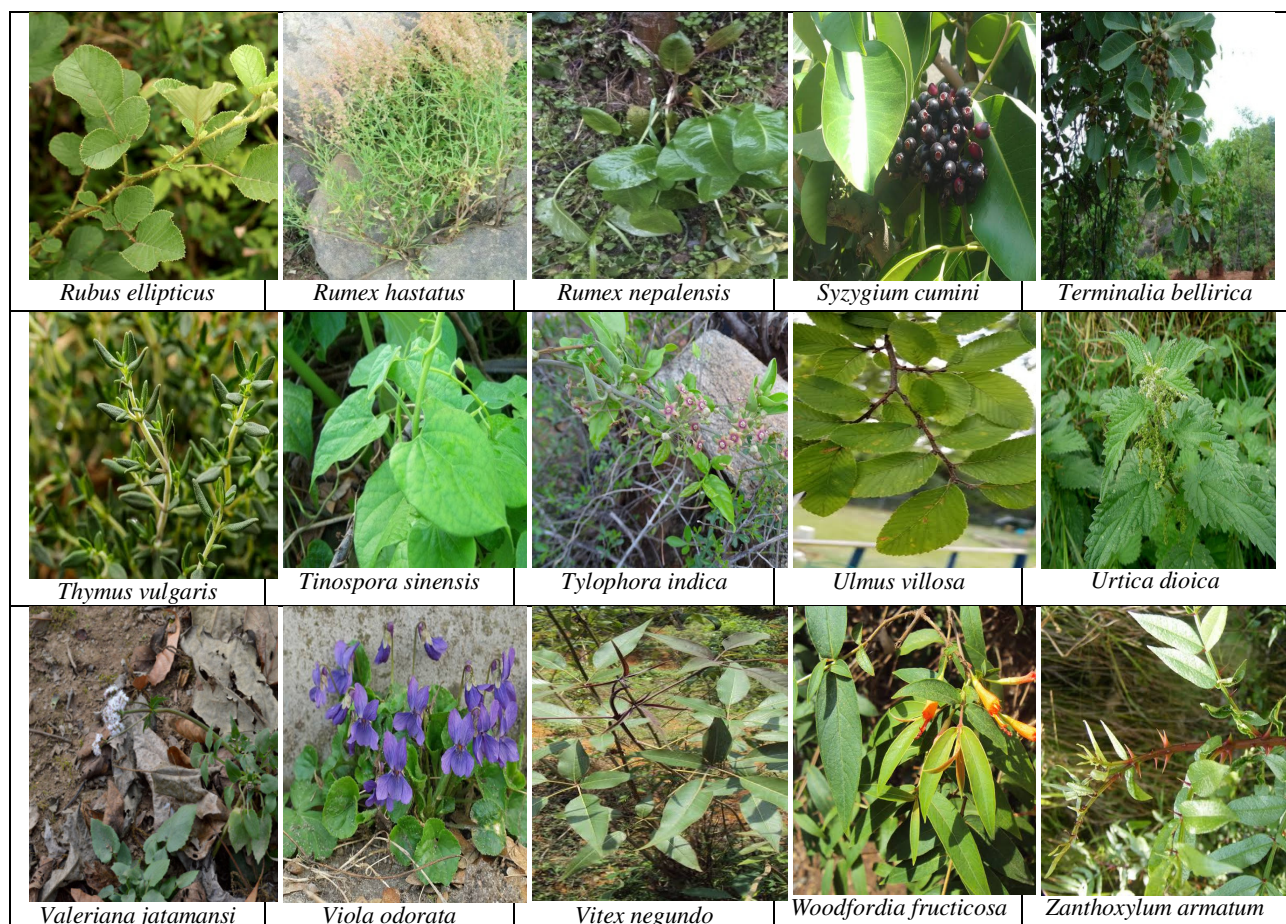 Rubus ellipticus
Rumex hastatus
Rumex nepalensis
Syzygium cumini
Terminalia bellirica
Thymus vulgaris
Tinospora sinensis
Tylophora indica
Ulmus villosa
Urtica dioica
Valeriana jatamansi
Viola odorata
Vitex negundo
Woodfordia fructicosa
Zanthoxylum armatum